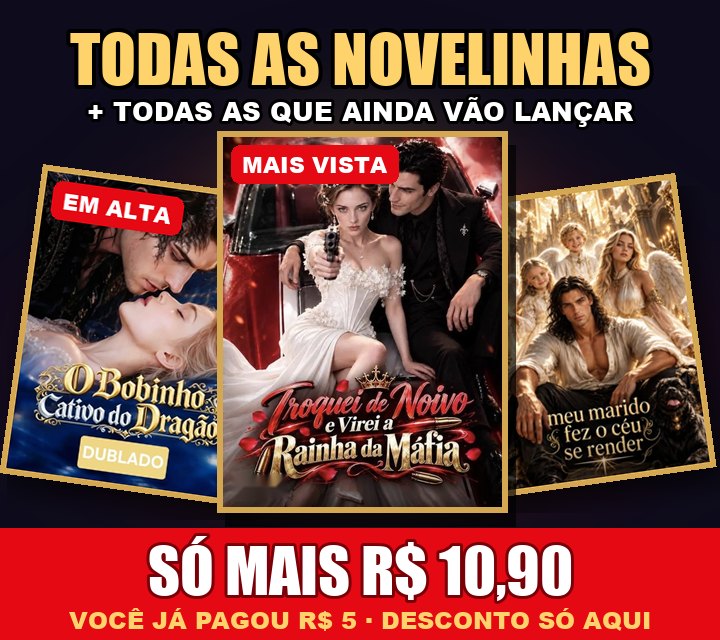 TODAS AS NOVELINHAS
+ TODAS AS QUE AINDA VÃO LANÇAR
EM ALTA
O Bobinho
Cativo do Dragão
DUBLADO
MAIS VISTA
Troquei de Noivo
e Virei a
Rainha da Máfia
meu marido
fez o céu
se render
SÓ MAIS R$ 10,90
VOCÊ JÁ PAGOU R$ 5 · DESCONTO SÓ AQUI